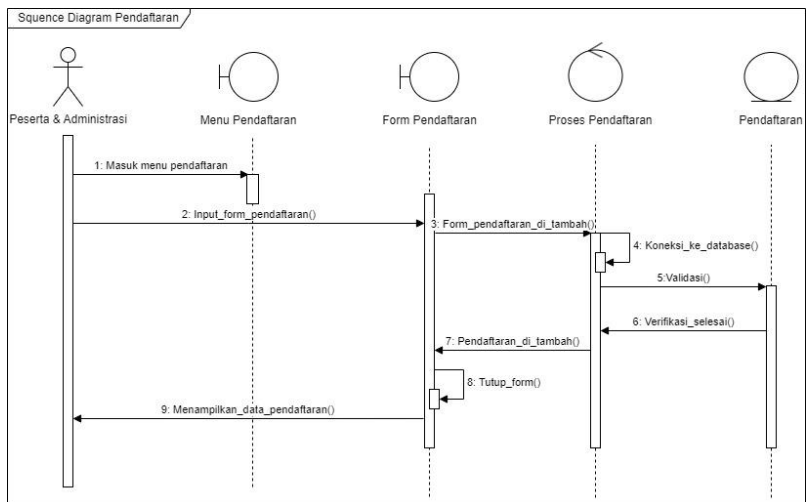 Squence Diagram Pendaftaran
Peserta & Administrasi
Menu Pendaftaran
Form Pendaftaran
Proses Pendaftaran
Pendaftaran
1: Masuk menu pendaftaran
2: Input_form_pendaftaran()
3: Form_pendaftaran_di_tambah()
4: Koneksi_ke_database()
5:Validasi()
6: Verifikasi_selesai()
7: Pendaftaran_di_tambah()
8: Tutup_form()
9: Menampilkan_data_pendaftaran()